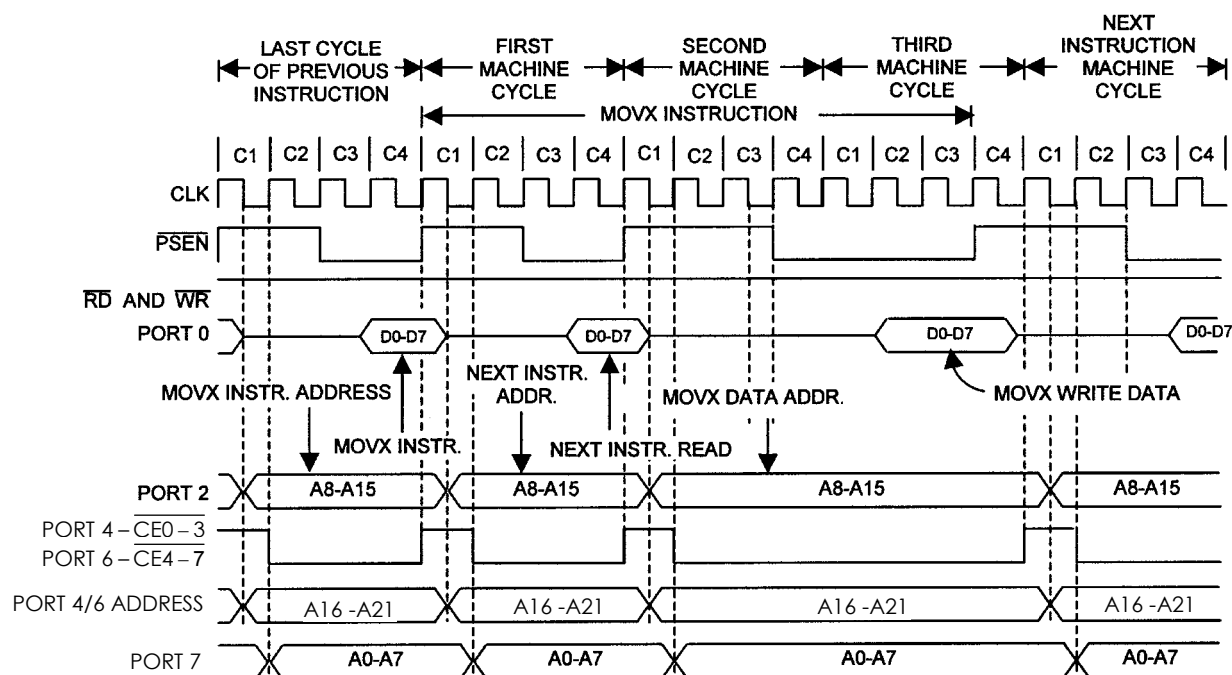 LAST CYCLE
OF PREVIOUS
INSTRUCTION
FIRST
MACHINE
CYCLE
SECOND
MACHINE
CYCLE
THIRD
MACHINE
CYCLE
NEXT
INSTRUCTION
MACHINE
CYCLE
MOVX INSTRUCTION
C1 C2 C3 C4 C1 C2 C3 C4 C1 C2 C3 C4 C1 C2 C3 C4 C1 C2 C3 C4
CLK
PSEN
RD AND WR
PORT 0
D0-D7 D0-D7 D0-D7 D0-D7
MOVX INSTR. ADDRESS
MOVX INSTR.
NEXT INSTR.
ADDR.
NEXT INSTR. READ
MOVX DATA ADDR.
MOVX WRITE DATA
PORT 2 A8-A15 A8-A15 A8-A15 A8-A15
PORT 4 – CE0 – 3
PORT 6 – CE4 – 7
PORT 4/6 ADDRESS A16 -A21 A16 -A21 A16 -A21 A16 -A21
PORT 7 A0-A7 A0-A7 A0-A7 A0-A7